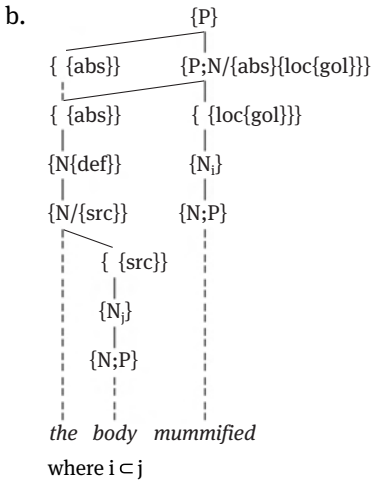 b. {P}
{ {abs}} {P;N/{abs}{loc{gol}}}
{ {abs}} { {loc{gol}}}
{N{def}} {Nᵢ}
{N/{src}} {N;P}
{ {src}}
{Nⱼ}
{N;P}
the body mummified
where i ⊂ j